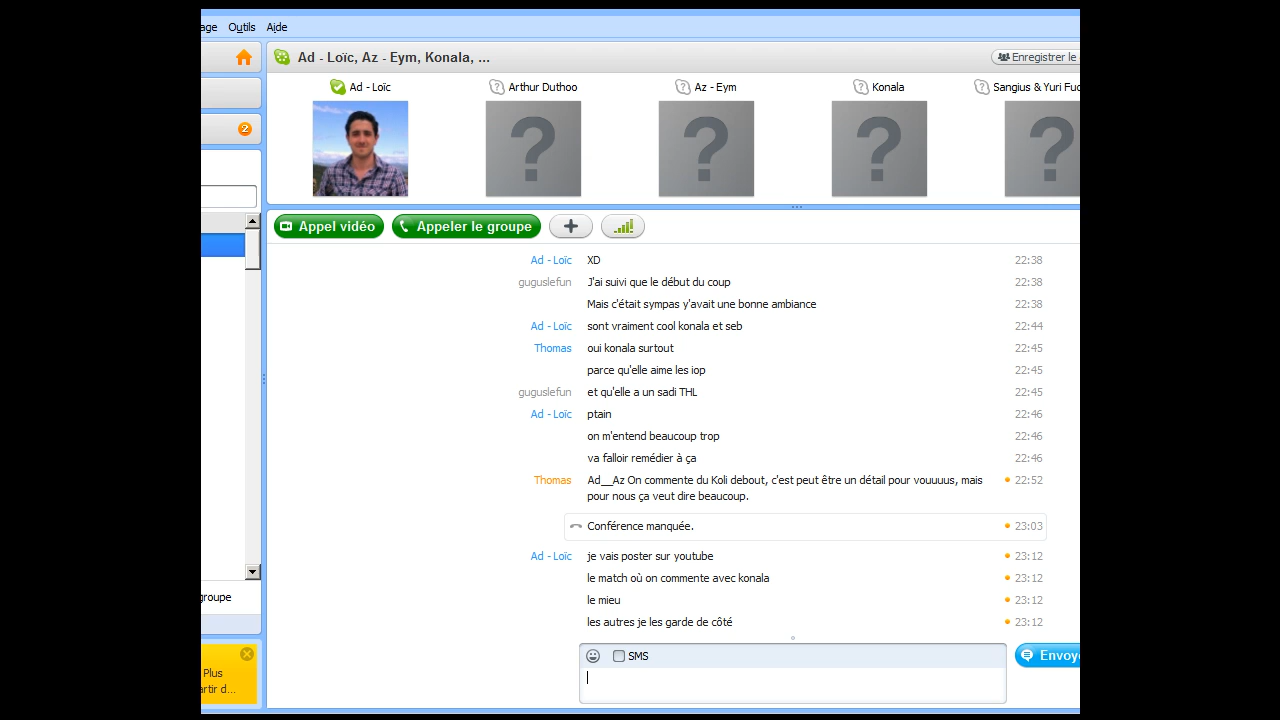 age Outils Aide
Ad - Loïc, Az - Eym, Konala, ...
Enregistrer le
Ad - Loïc
Arthur Duthoo
Az - Eym
Konala
Sangius & Yuri Fuc
2
Appel vidéo
Appeler le groupe
Ad - Loïc XD 22:38
guguslefun J'ai suivi que le début du coup 22:38
Mais c'était sympas y'avait une bonne ambiance 22:38
Ad - Loïc sont vraiment cool konala et seb 22:44
Thomas oui konala surtout 22:45
parce qu'elle aime les iop 22:45
guguslefun et qu'elle a un sadi THL 22:45
Ad - Loïc ptain 22:46
on m'entend beaucoup trop 22:46
va falloir remédier à ça 22:46
Thomas Ad__Az On commente du Koli debout, c'est peut être un détail pour vouuuus, mais 22:52
pour nous ça veut dire beaucoup.
Conférence manquée. 23:03
Ad - Loïc je vais poster sur youtube 23:12
le match où on commente avec konala 23:12
le mieu 23:12
les autres je les garde de côté 23:12
groupe
SMS
Envoye
Plus
artir d...